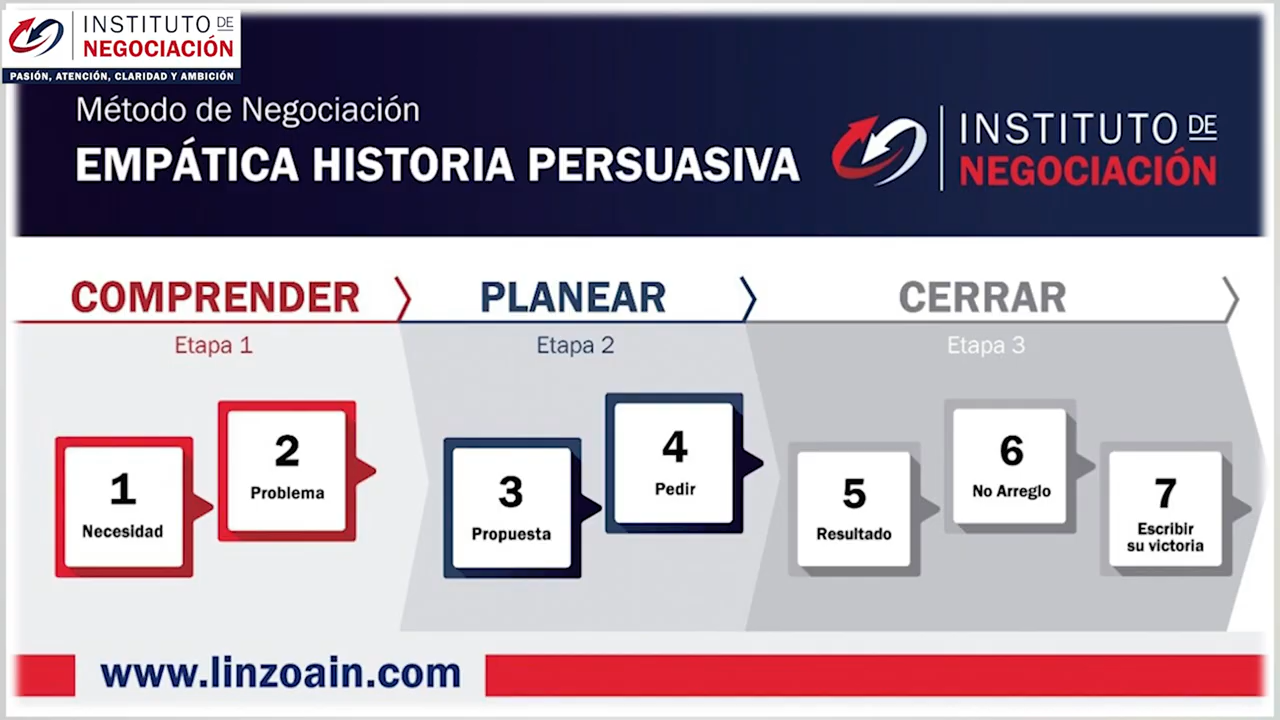 INSTITUTO DE
NEGOCIACIÓN
PASIÓN, ATENCIÓN, CLARIDAD Y AMBICIÓN
Método de Negociación
EMPÁTICA HISTORIA PERSUASIVA
INSTITUTO DE
NEGOCIACIÓN
COMPRENDER
PLANEAR
CERRAR
Etapa 1
Etapa 2
Etapa 3
1
Necesidad
2
Problema
3
Propuesta
4
Pedir
5
Resultado
6
No Arreglo
7
Escribir
su victoria
www.linzoain.com